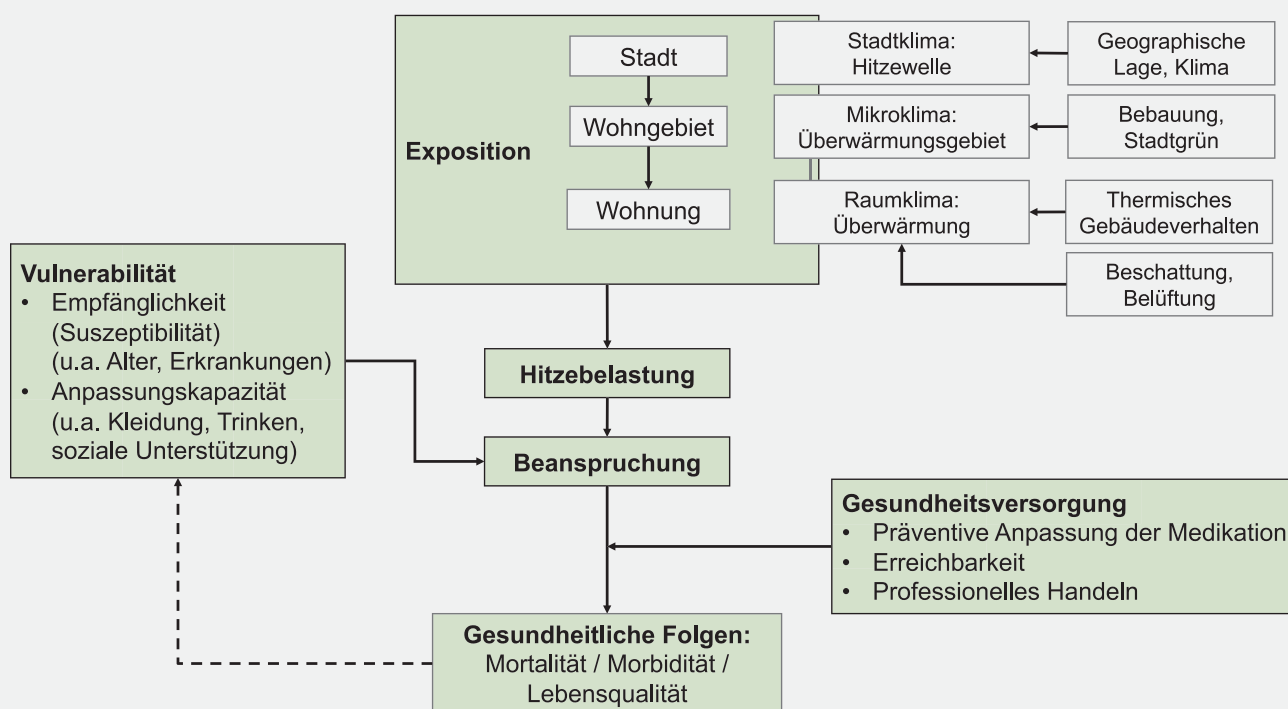 Exposition
Stadt
Wohngebiet
Wohnung
Stadtklima:
Hitzewelle
Geographische
Lage, Klima
Mikroklima:
Überwärmungsgebiet
Bebauung,
Stadtgrün
Raumklima:
Überwärmung
Thermisches
Gebäudeverhalten
Beschattung,
Belüftung
Vulnerabilität
• Empfänglichkeit
(Suszeptibilität)
(u.a. Alter, Erkrankungen)
• Anpassungskapazität
(u.a. Kleidung, Trinken,
soziale Unterstützung)
Hitzebelastung
Beanspruchung
Gesundheitsversorgung
• Präventive Anpassung der Medikation
• Erreichbarkeit
• Professionelles Handeln
Gesundheitliche Folgen:
Mortalität / Morbidität /
Lebensqualität